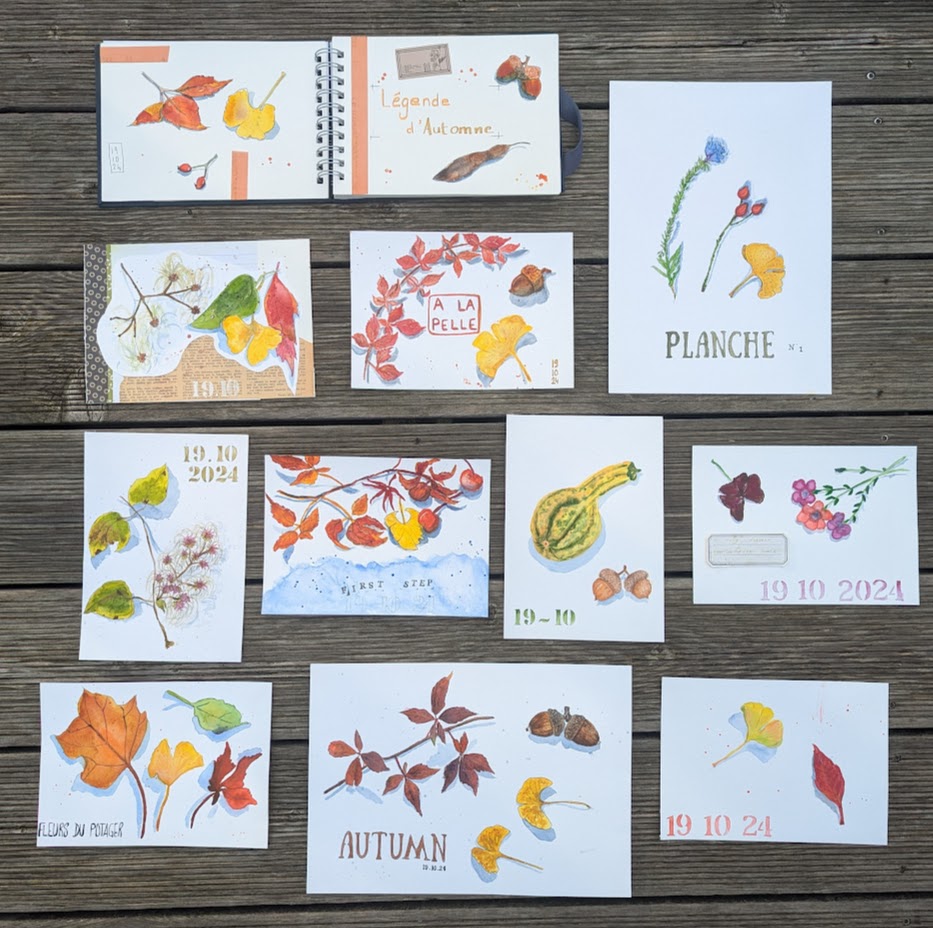 19
10
24
Légende
d'Automne
19.10
A LA
PELLE
19
10
24
PLANCHE N°1
19.10
2024
FIRST STEP
19~10
19 10 2024
FLEURS DU POTAGER
AUTUMN
19.10.24
19 10 24